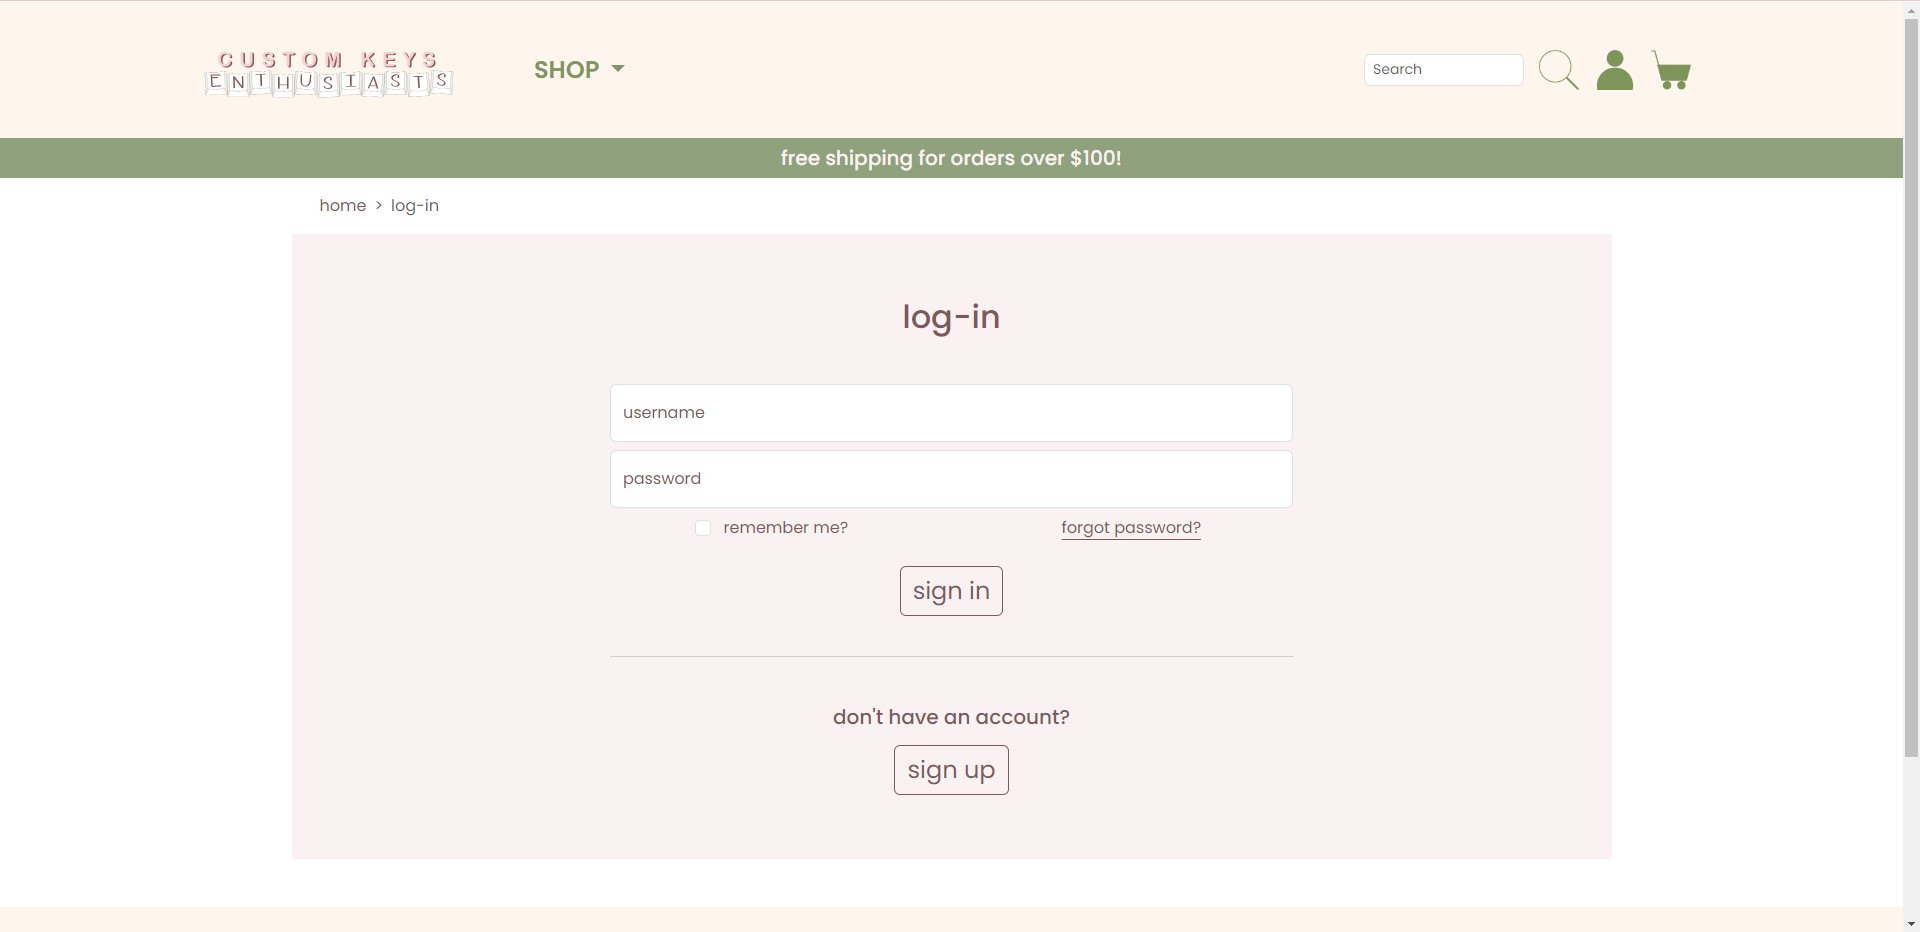 CUSTOM KEYS
ENTHUSIASTS
SHOP
Search
free shipping for orders over $100!
home > log-in
log-in
username
password
remember me?
forgot password?
sign in
don't have an account?
sign up